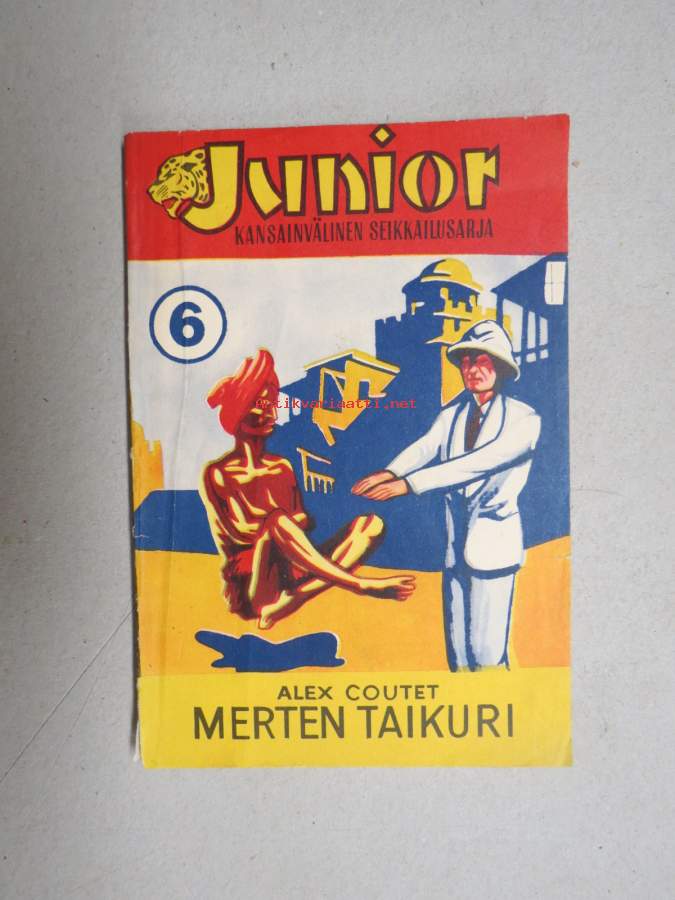 Junior
KANSAINVÄLINEN SEIKKAILUSARJA
6
antikvariaatti.net
ALEX COUTET
MERTEN TAIKURI